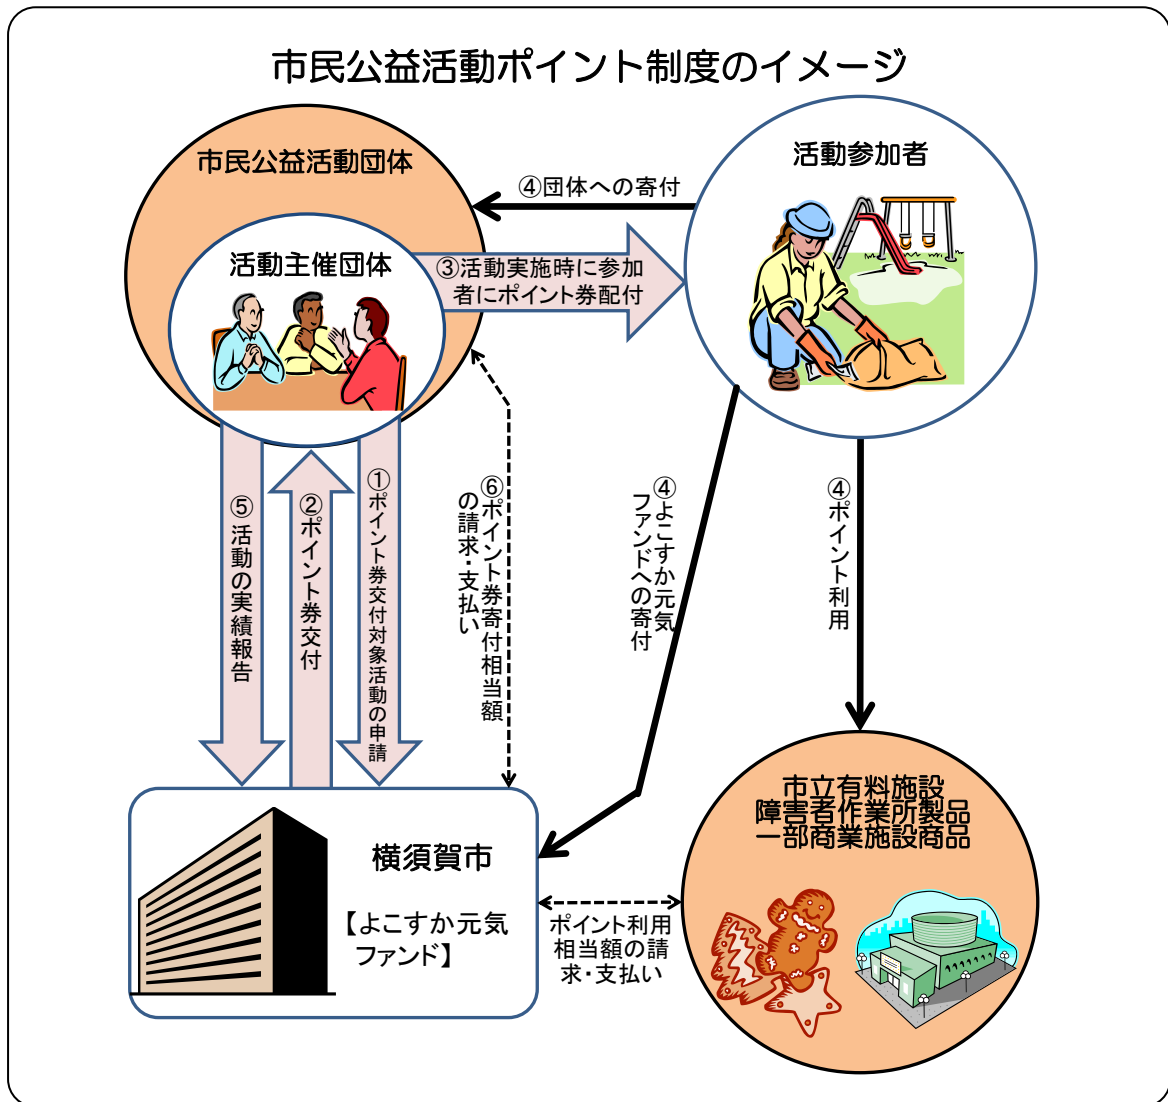 市民公益活動ポイント制度のイメージ
市民公益活動団体
活動参加者
④団体への寄付
活動主催団体
③活動実施時に参加
者にポイント券配付
⑤活動の実績報告
②ポイント券交付
①ポイント券交付対象活動の申請
⑥ポイント券寄付相当額
の請求・支払い
④よこすか元気
ファンドへの寄付
④ポイント利用
市立有料施設
障害者作業所製品
一部商業施設商品
横須賀市
【よこすか元気
ファンド】
ポイント利用
相当額の請
求・支払い